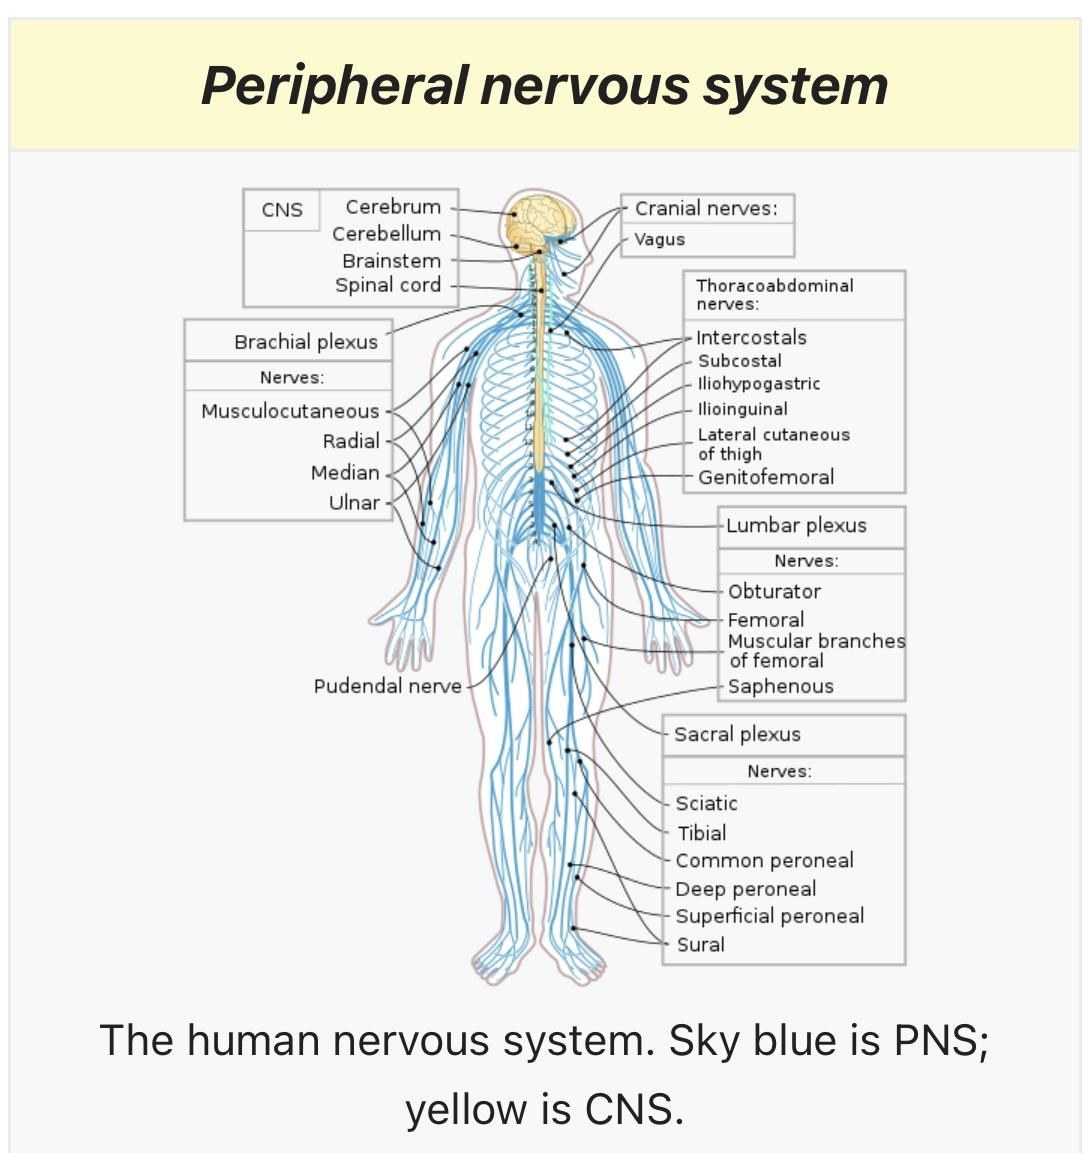 Peripheral nervous system
CNS
Cerebrum
Cerebellum
Brainstem
Spinal cord
Cranial nerves:
Vagus
Thoracoabdominal
nerves:
Intercostals
Subcostal
Iliohypogastric
Ilioinguinal
Lateral cutaneous
of thigh
Genitofemoral
Brachial plexus
Nerves:
Musculocutaneous
Radial
Median
Ulnar
Lumbar plexus
Nerves:
Obturator
Femoral
Muscular branches
of femoral
Saphenous
Pudendal nerve
Sacral plexus
Nerves:
Sciatic
Tibial
Common peroneal
Deep peroneal
Superficial peroneal
Sural
The human nervous system. Sky blue is PNS;
yellow is CNS.